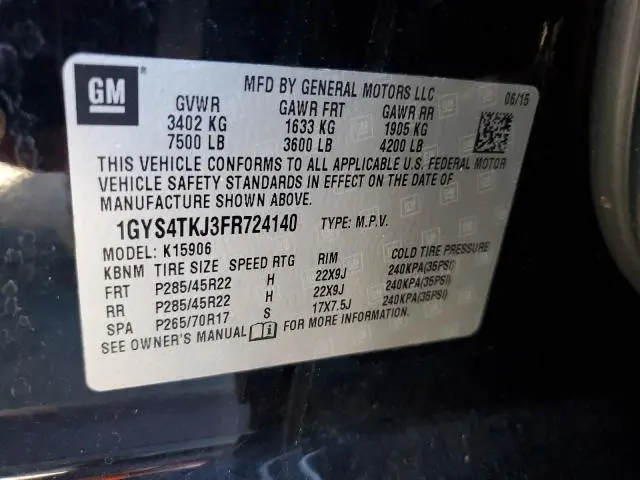 GM
MFD BY GENERAL MOTORS LLC
06/15
GVWR GAWR FRT GAWR RR
3402 KG 1633 KG 1905 KG
7500 LB 3600 LB 4200 LB
THIS VEHICLE CONFORMS TO ALL APPLICABLE U.S. FEDERAL MOTOR
VEHICLE SAFETY STANDARDS IN EFFECT ON THE DATE OF
MANUFACTURE SHOWN ABOVE.
1GYS4TKJ3FR724140 TYPE: M.P.V.
MODEL: K15906
KBNM TIRE SIZE SPEED RTG RIM COLD TIRE PRESSURE
FRT P285/45R22 H 22X9J 240KPA(35PSI)
RR P285/45R22 H 22X9J 240KPA(35PSI)
SPA P265/70R17 S 17X7.5J 240KPA(35PSI)
SEE OWNER'S MANUAL FOR MORE INFORMATION.